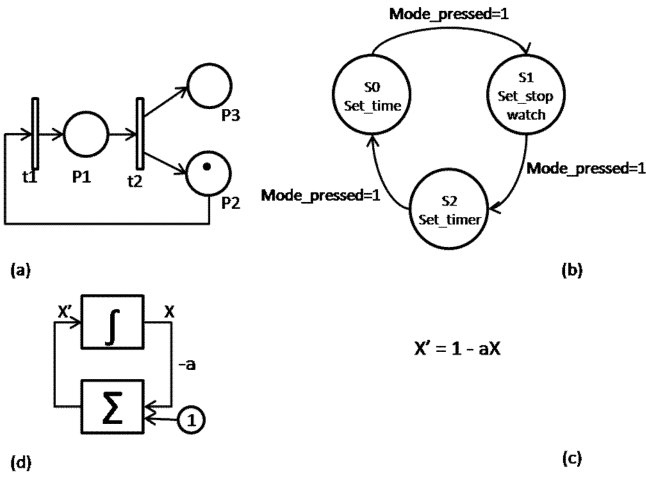 Mode_pressed=1
P3
t1
P1
t2
P2
S0
Set_time
S1
Set_stop
watch
Mode_pressed=1
Mode_pressed=1
S2
Set_timer
(a)
(b)
X’
∫
X
-a
Σ
1
X’ = 1 - aX
(d)
(c)